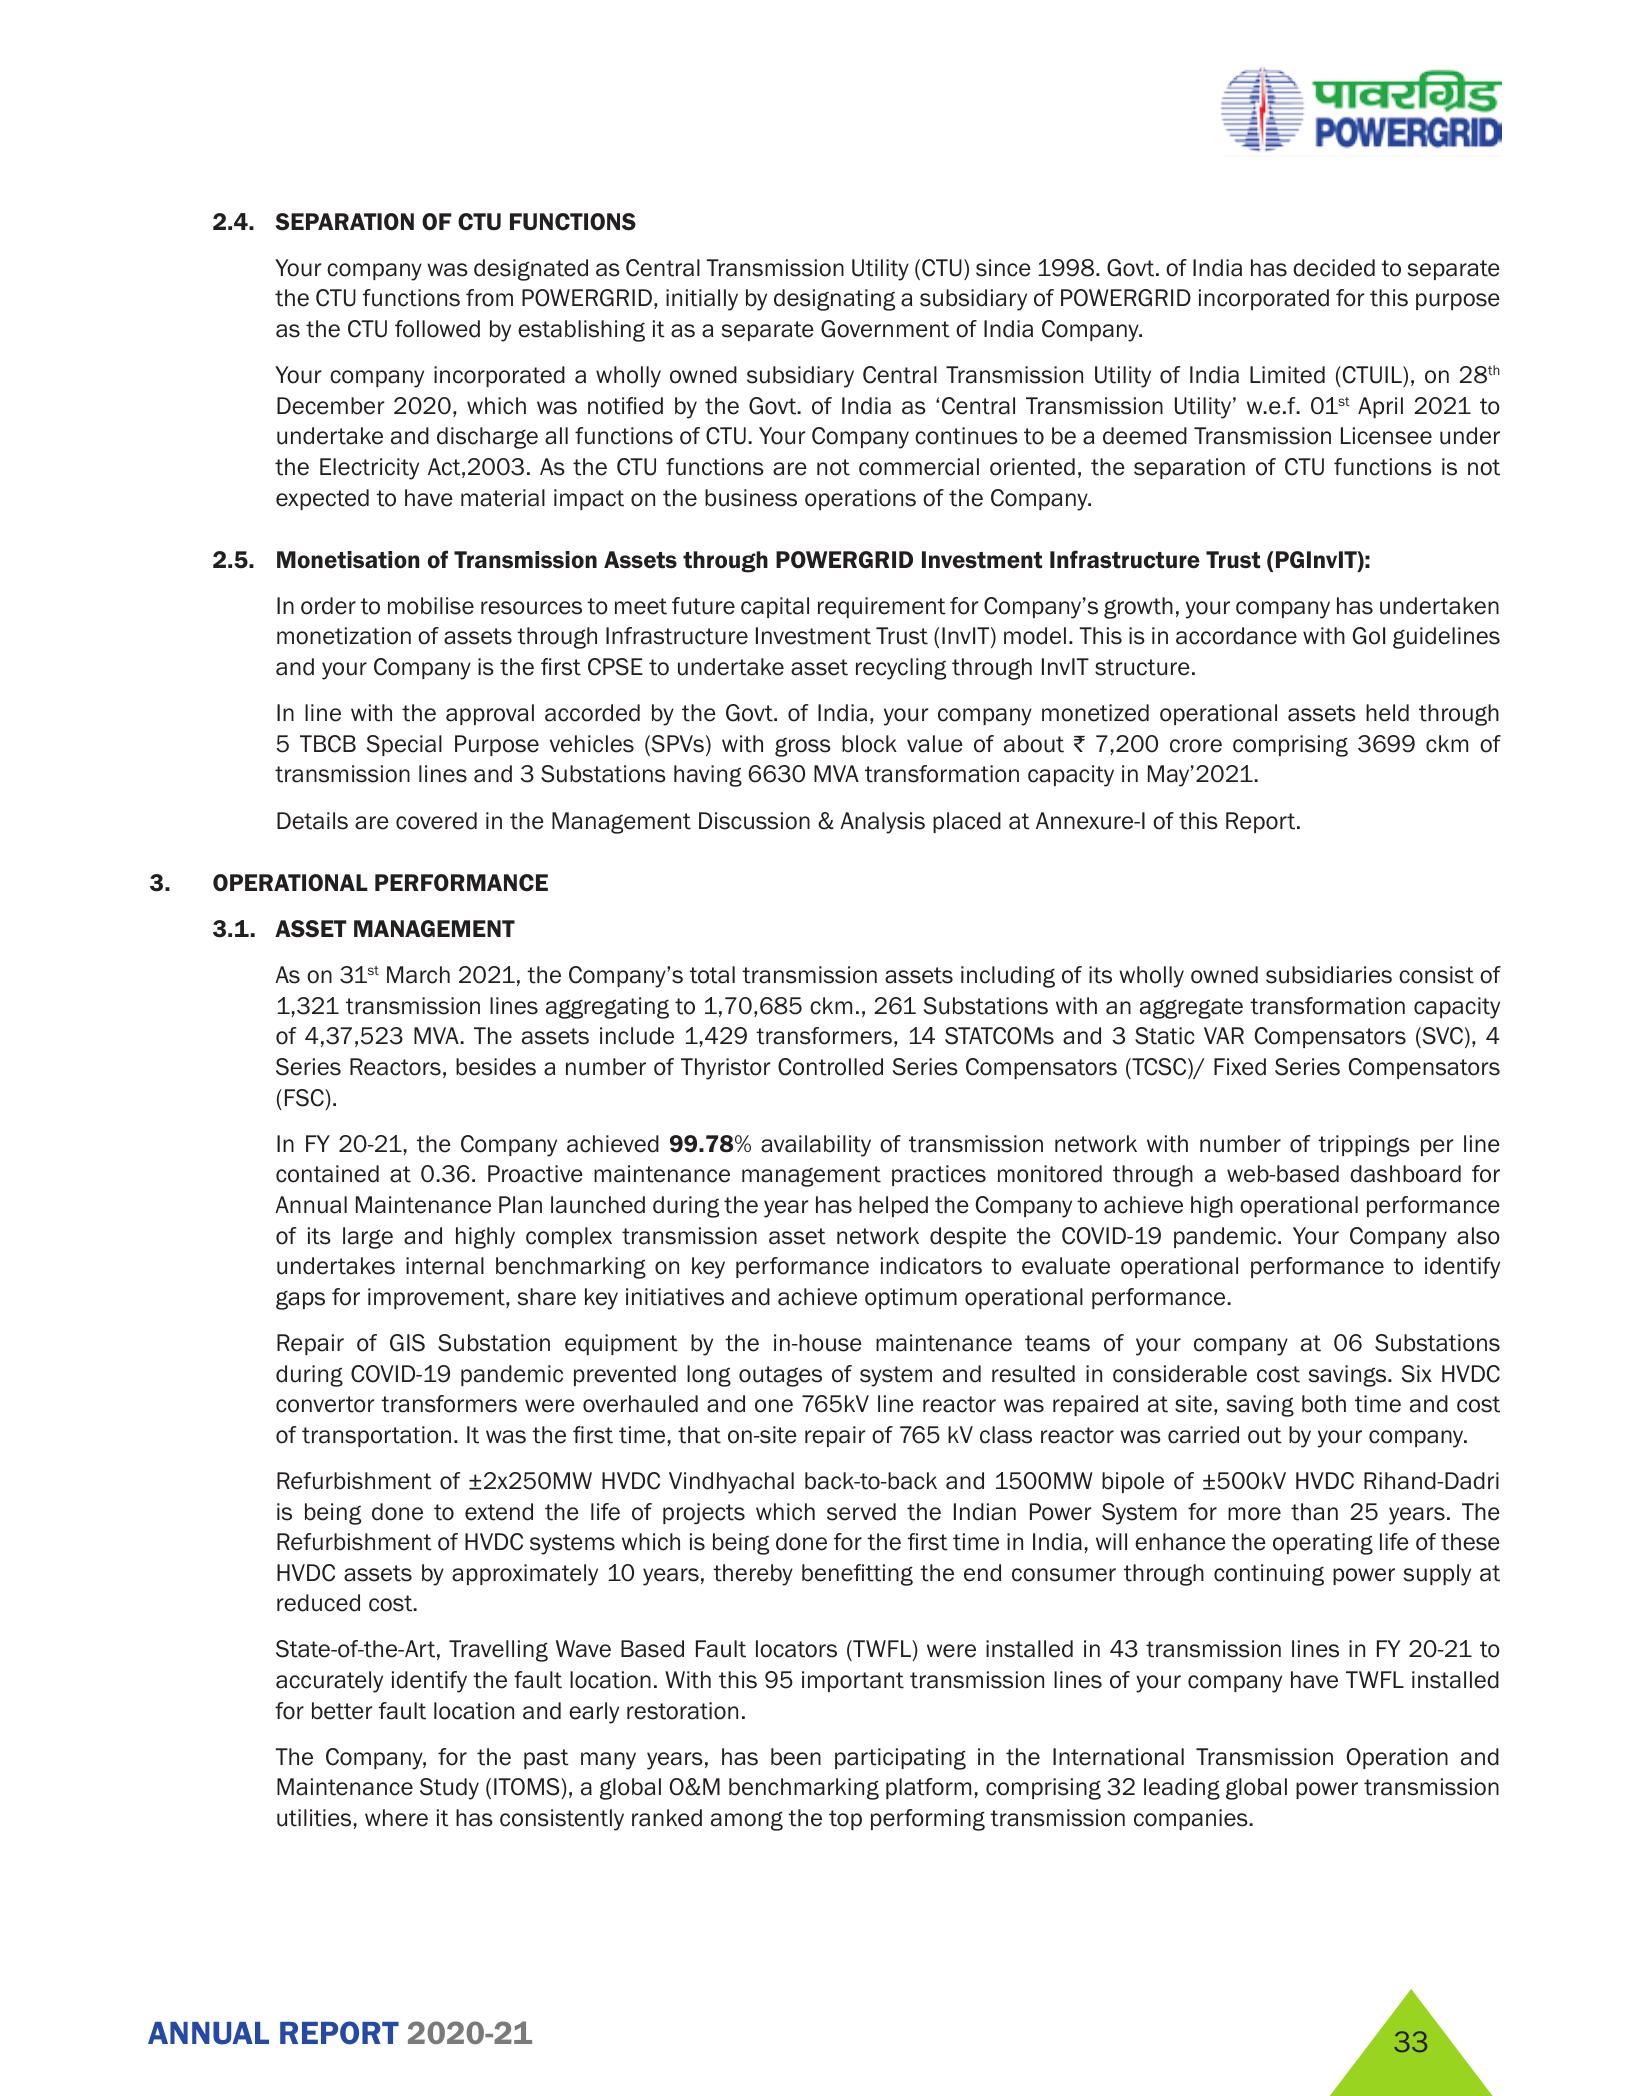 पावरग्रिड
POWERGRID
2.4. SEPARATION OF CTU FUNCTIONS
Your company was designated as Central Transmission Utility (CTU) since 1998. Govt. of India has decided to separate
the CTU functions from POWERGRID, initially by designating a subsidiary of POWERGRID incorporated for this purpose
as the CTU followed by establishing it as a separate Government of India Company.
Your company incorporated a wholly owned subsidiary Central Transmission Utility of India Limited (CTUIL), on 28th
December 2020, which was notified by the Govt. of India as ‘Central Transmission Utility’ w.e.f. 01st April 2021 to
undertake and discharge all functions of CTU. Your Company continues to be a deemed Transmission Licensee under
the Electricity Act,2003. As the CTU functions are not commercial oriented, the separation of CTU functions is not
expected to have material impact on the business operations of the Company.
2.5. Monetisation of Transmission Assets through POWERGRID Investment Infrastructure Trust (PGInvIT):
In order to mobilise resources to meet future capital requirement for Company’s growth, your company has undertaken
monetization of assets through Infrastructure Investment Trust (InvIT) model. This is in accordance with GoI guidelines
and your Company is the first CPSE to undertake asset recycling through InvIT structure.
In line with the approval accorded by the Govt. of India, your company monetized operational assets held through
5 TBCB Special Purpose vehicles (SPVs) with gross block value of about ₹ 7,200 crore comprising 3699 ckm of
transmission lines and 3 Substations having 6630 MVA transformation capacity in May’2021.
Details are covered in the Management Discussion & Analysis placed at Annexure-I of this Report.
3. OPERATIONAL PERFORMANCE
3.1. ASSET MANAGEMENT
As on 31st March 2021, the Company’s total transmission assets including of its wholly owned subsidiaries consist of
1,321 transmission lines aggregating to 1,70,685 ckm., 261 Substations with an aggregate transformation capacity
of 4,37,523 MVA. The assets include 1,429 transformers, 14 STATCOMs and 3 Static VAR Compensators (SVC), 4
Series Reactors, besides a number of Thyristor Controlled Series Compensators (TCSC)/ Fixed Series Compensators
(FSC).
In FY 20-21, the Company achieved 99.78% availability of transmission network with number of trippings per line
contained at 0.36. Proactive maintenance management practices monitored through a web-based dashboard for
Annual Maintenance Plan launched during the year has helped the Company to achieve high operational performance
of its large and highly complex transmission asset network despite the COVID-19 pandemic. Your Company also
undertakes internal benchmarking on key performance indicators to evaluate operational performance to identify
gaps for improvement, share key initiatives and achieve optimum operational performance.
Repair of GIS Substation equipment by the in-house maintenance teams of your company at 06 Substations
during COVID-19 pandemic prevented long outages of system and resulted in considerable cost savings. Six HVDC
convertor transformers were overhauled and one 765kV line reactor was repaired at site, saving both time and cost
of transportation. It was the first time, that on-site repair of 765 kV class reactor was carried out by your company.
Refurbishment of ±2x250MW HVDC Vindhyachal back-to-back and 1500MW bipole of ±500kV HVDC Rihand-Dadri
is being done to extend the life of projects which served the Indian Power System for more than 25 years. The
Refurbishment of HVDC systems which is being done for the first time in India, will enhance the operating life of these
HVDC assets by approximately 10 years, thereby benefitting the end consumer through continuing power supply at
reduced cost.
State-of-the-Art, Travelling Wave Based Fault locators (TWFL) were installed in 43 transmission lines in FY 20-21 to
accurately identify the fault location. With this 95 important transmission lines of your company have TWFL installed
for better fault location and early restoration.
The Company, for the past many years, has been participating in the International Transmission Operation and
Maintenance Study (ITOMS), a global O&M benchmarking platform, comprising 32 leading global power transmission
utilities, where it has consistently ranked among the top performing transmission companies.
ANNUAL REPORT 2020-21
33